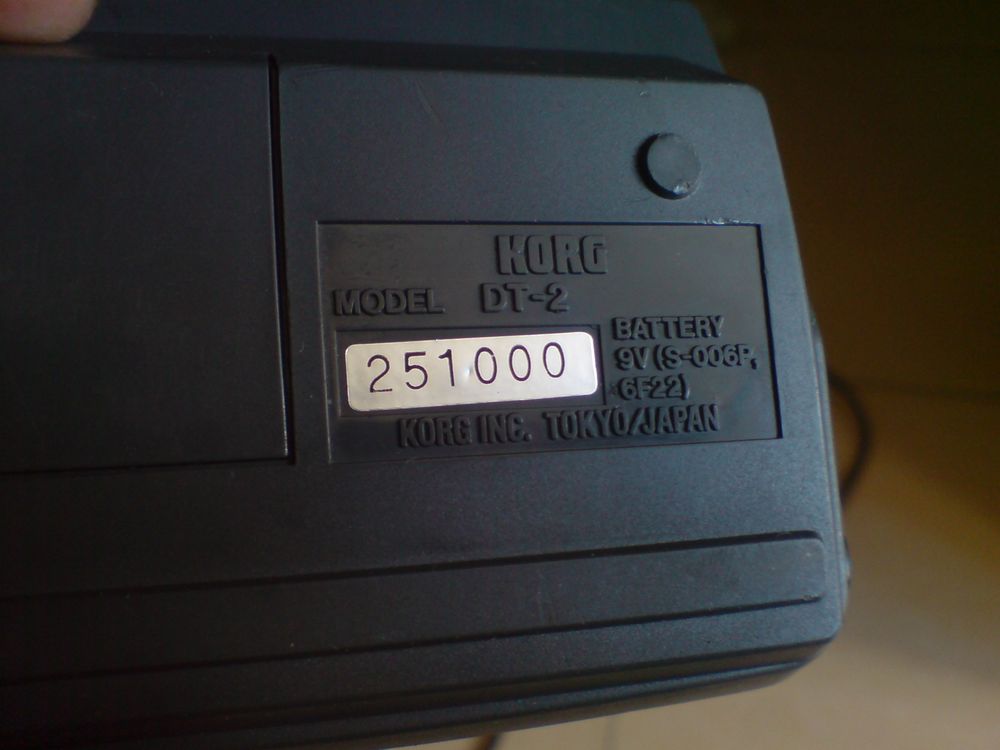 KORG
MODEL DT-2
251000
BATTERY
9V (S-006P,
6F22)
KORG INC. TOKYO/JAPAN